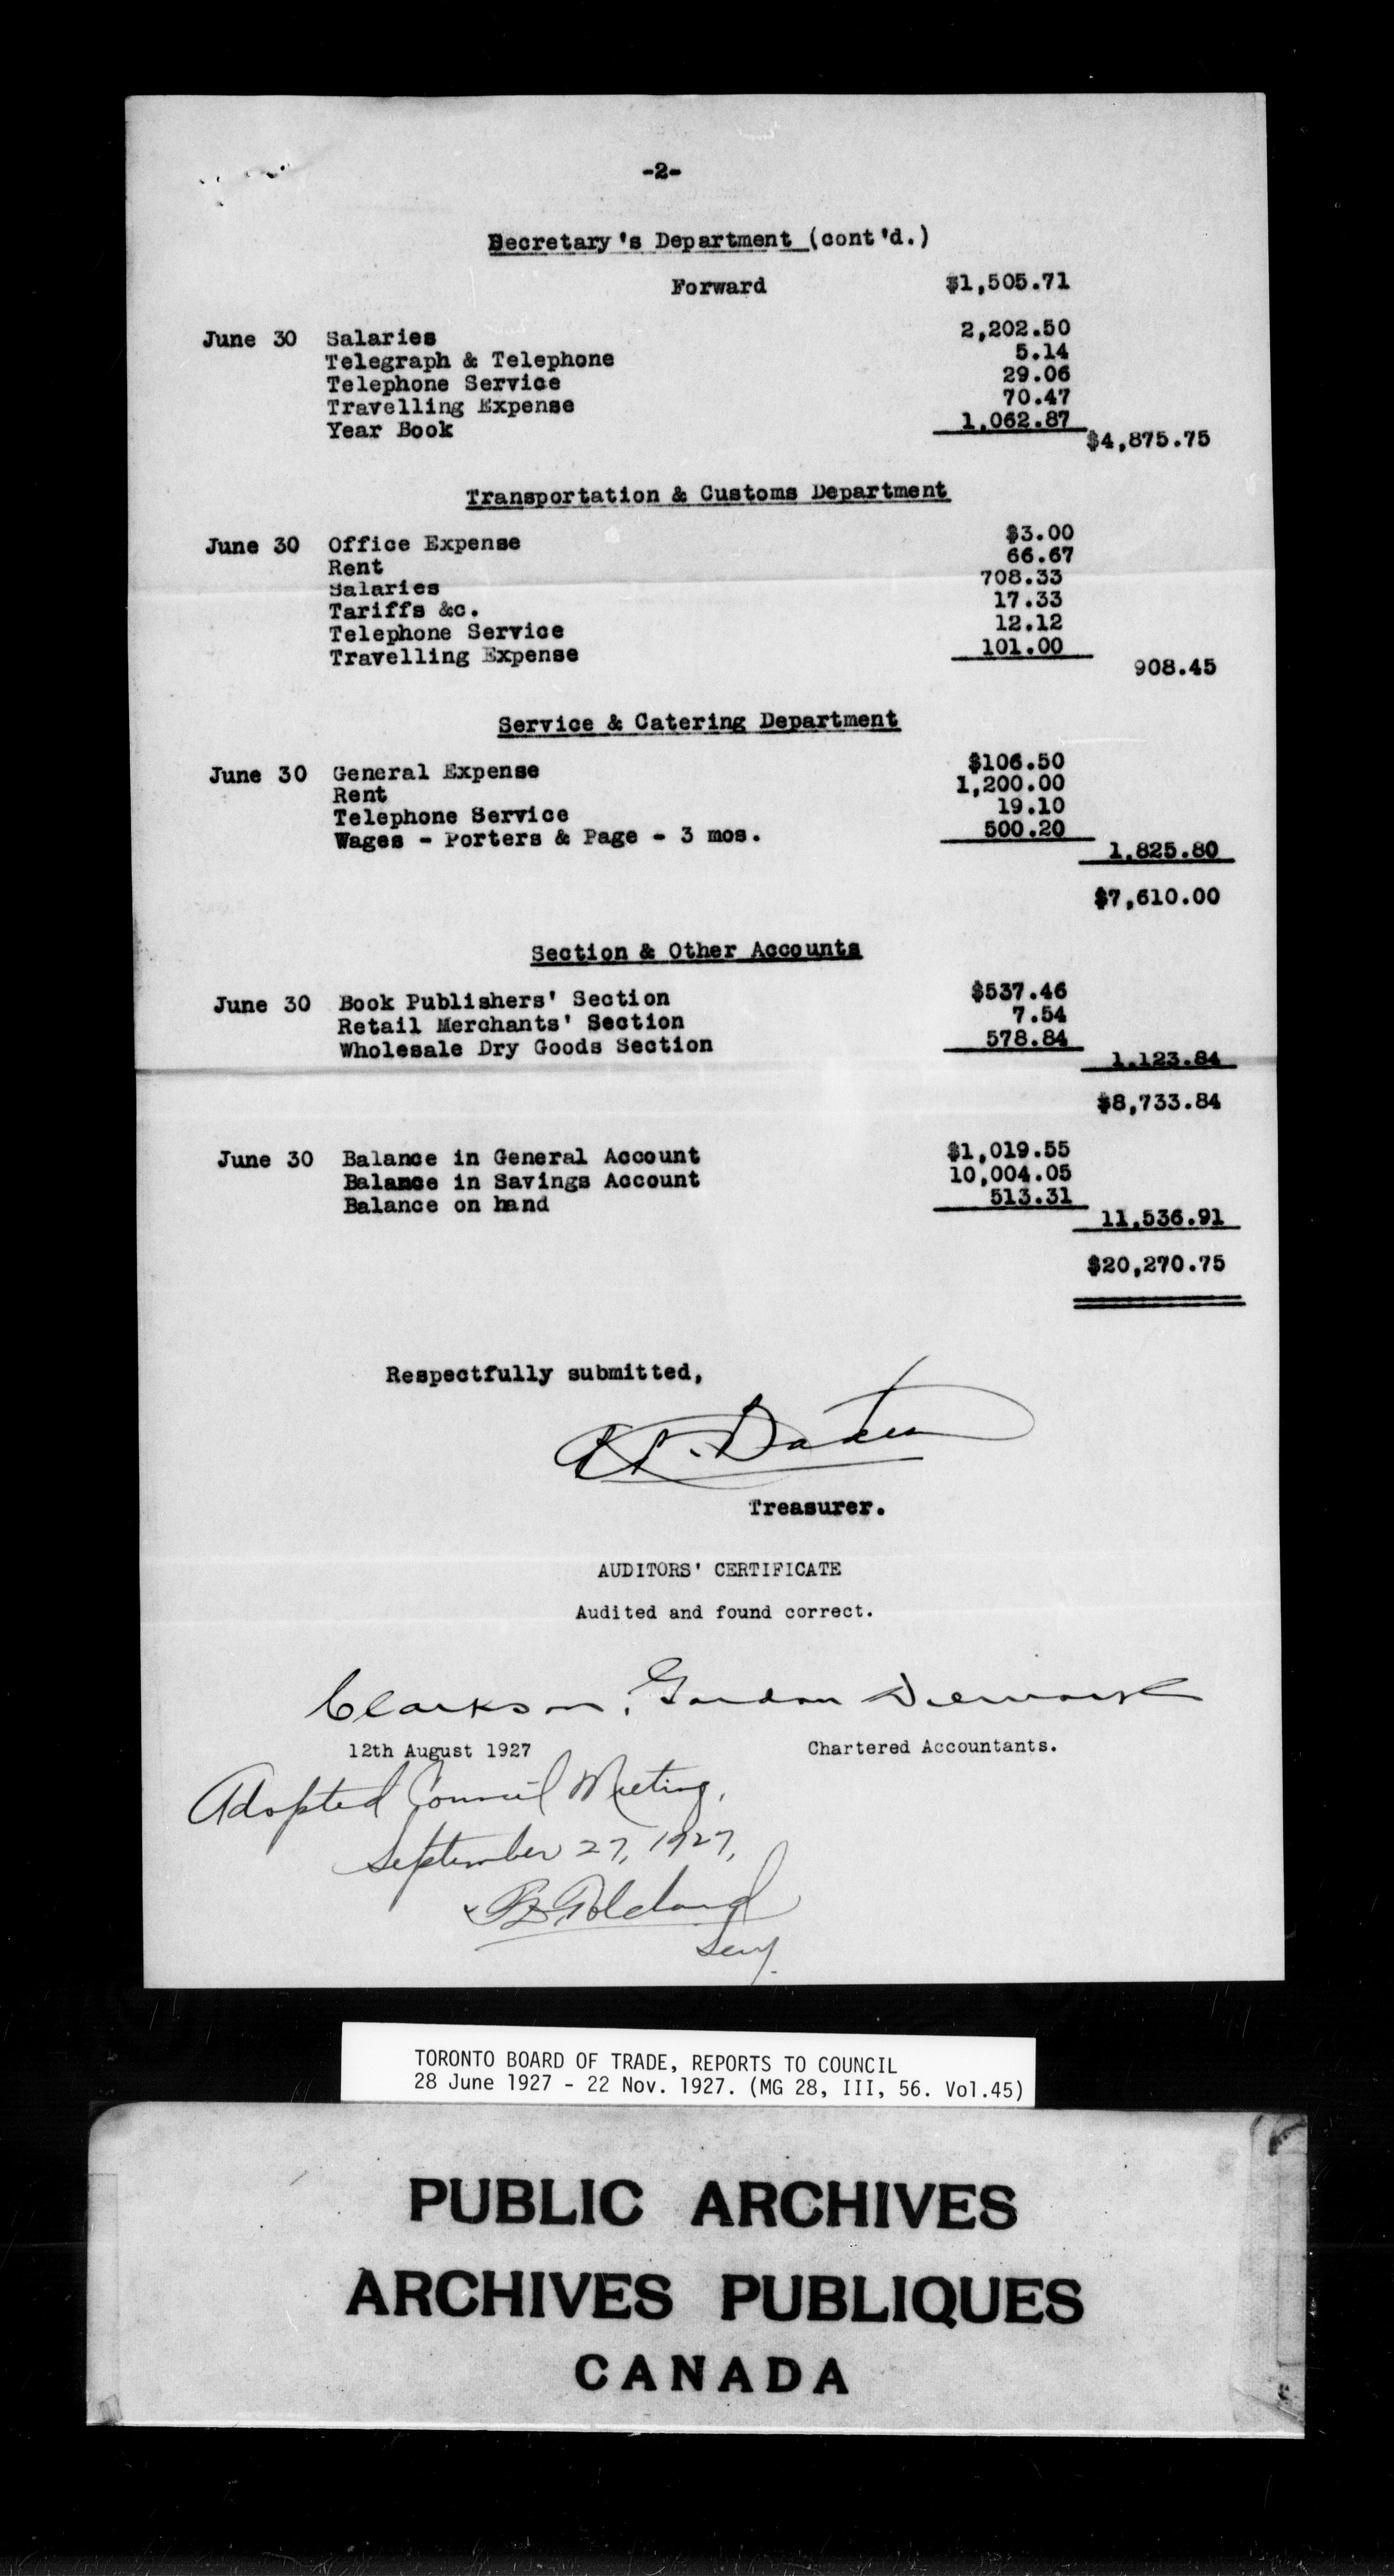 -2-
Secretary's Department (cont'd.)
Forward $1,505.71
June 30 Salaries 2,202.50
Telegraph & Telephone 5.14
Telephone Service 29.06
Travelling Expense 70.47
Year Book 1,062.87
$4,875.75
Transportation & Customs Department
June 30 Office Expense $3.00
Rent 66.67
Salaries 708.33
Tariffs &c. 17.33
Telephone Service 12.12
Travelling Expense 101.00
908.45
Service & Catering Department
June 30 General Expense $106.50
Rent 1,200.00
Telephone Service 19.10
Wages - Porters & Page - 3 mos. 500.20
1,825.80
$7,610.00
Section & Other Accounts
June 30 Book Publishers' Section $537.46
Retail Merchants' Section 7.54
Wholesale Dry Goods Section 578.84
1,123.84
$8,733.84
June 30 Balance in General Account $1,019.55
Balance in Savings Account 10,004.05
Balance on hand 513.31
11,536.91
$20,270.75
Respectfully submitted,
Treasurer.
AUDITORS' CERTIFICATE
Audited and found correct.
Clarkson, Gordon Dilworth
12th August 1927 Chartered Accountants.
Adopted Council Meeting,
September 27, 1927,
Secy.
TORONTO BOARD OF TRADE, REPORTS TO COUNCIL
28 June 1927 - 22 Nov. 1927. (MG 28, III, 56. Vol.45)
PUBLIC ARCHIVES
ARCHIVES PUBLIQUES
CANADA